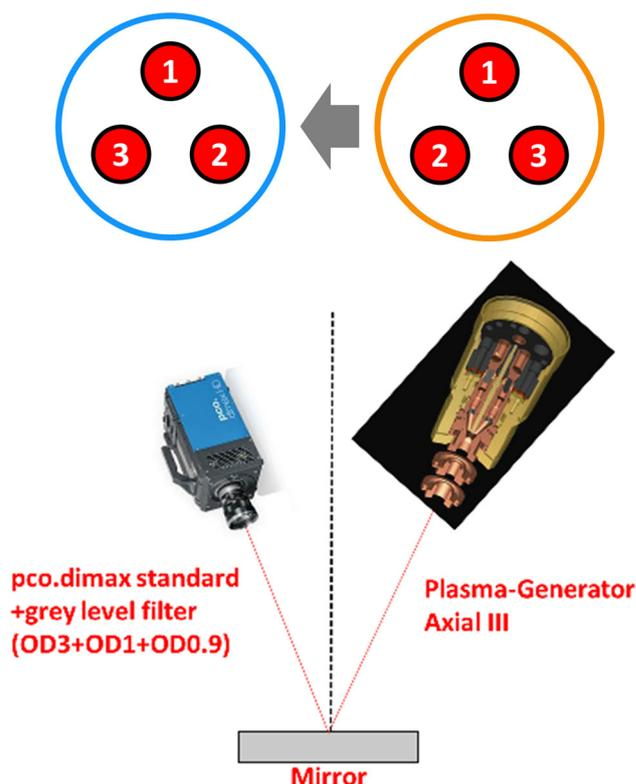 1
3
2
1
2
3
pco.
pco.dimax standard
+grey level filter
(OD3+OD1+OD0.9)
Plasma-Generator
Axial III
Mirror